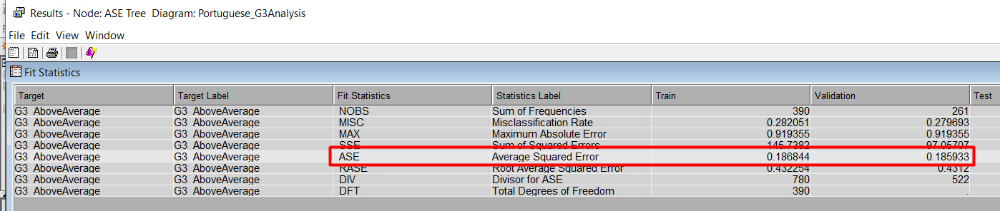 Results - Node: ASE Tree Diagram: Portuguese_G3Analysis
File Edit View Window
Fit Statistics
Target Target Label Fit Statistics Statistics Label Train Validation Test
G3 AboveAverage G3 AboveAverage NOBS Sum of Frequencies 390 261
G3 AboveAverage G3 AboveAverage MISC Misclassification Rate 0.282051 0.279693
G3 AboveAverage G3 AboveAverage MAX Maximum Absolute Error 0.919355 0.919355
G3 AboveAverage G3 AboveAverage SSE Sum of Squared Errors 145.7382 97.05707
G3 AboveAverage G3 AboveAverage ASE Average Squared Error 0.186844 0.185933
G3 AboveAverage G3 AboveAverage RASE Root Average Squared Error 0.432254 0.4312
G3 AboveAverage G3 AboveAverage DIV Divisor for ASE 780 522
G3 AboveAverage G3 AboveAverage DFT Total Degrees of Freedom 390 .